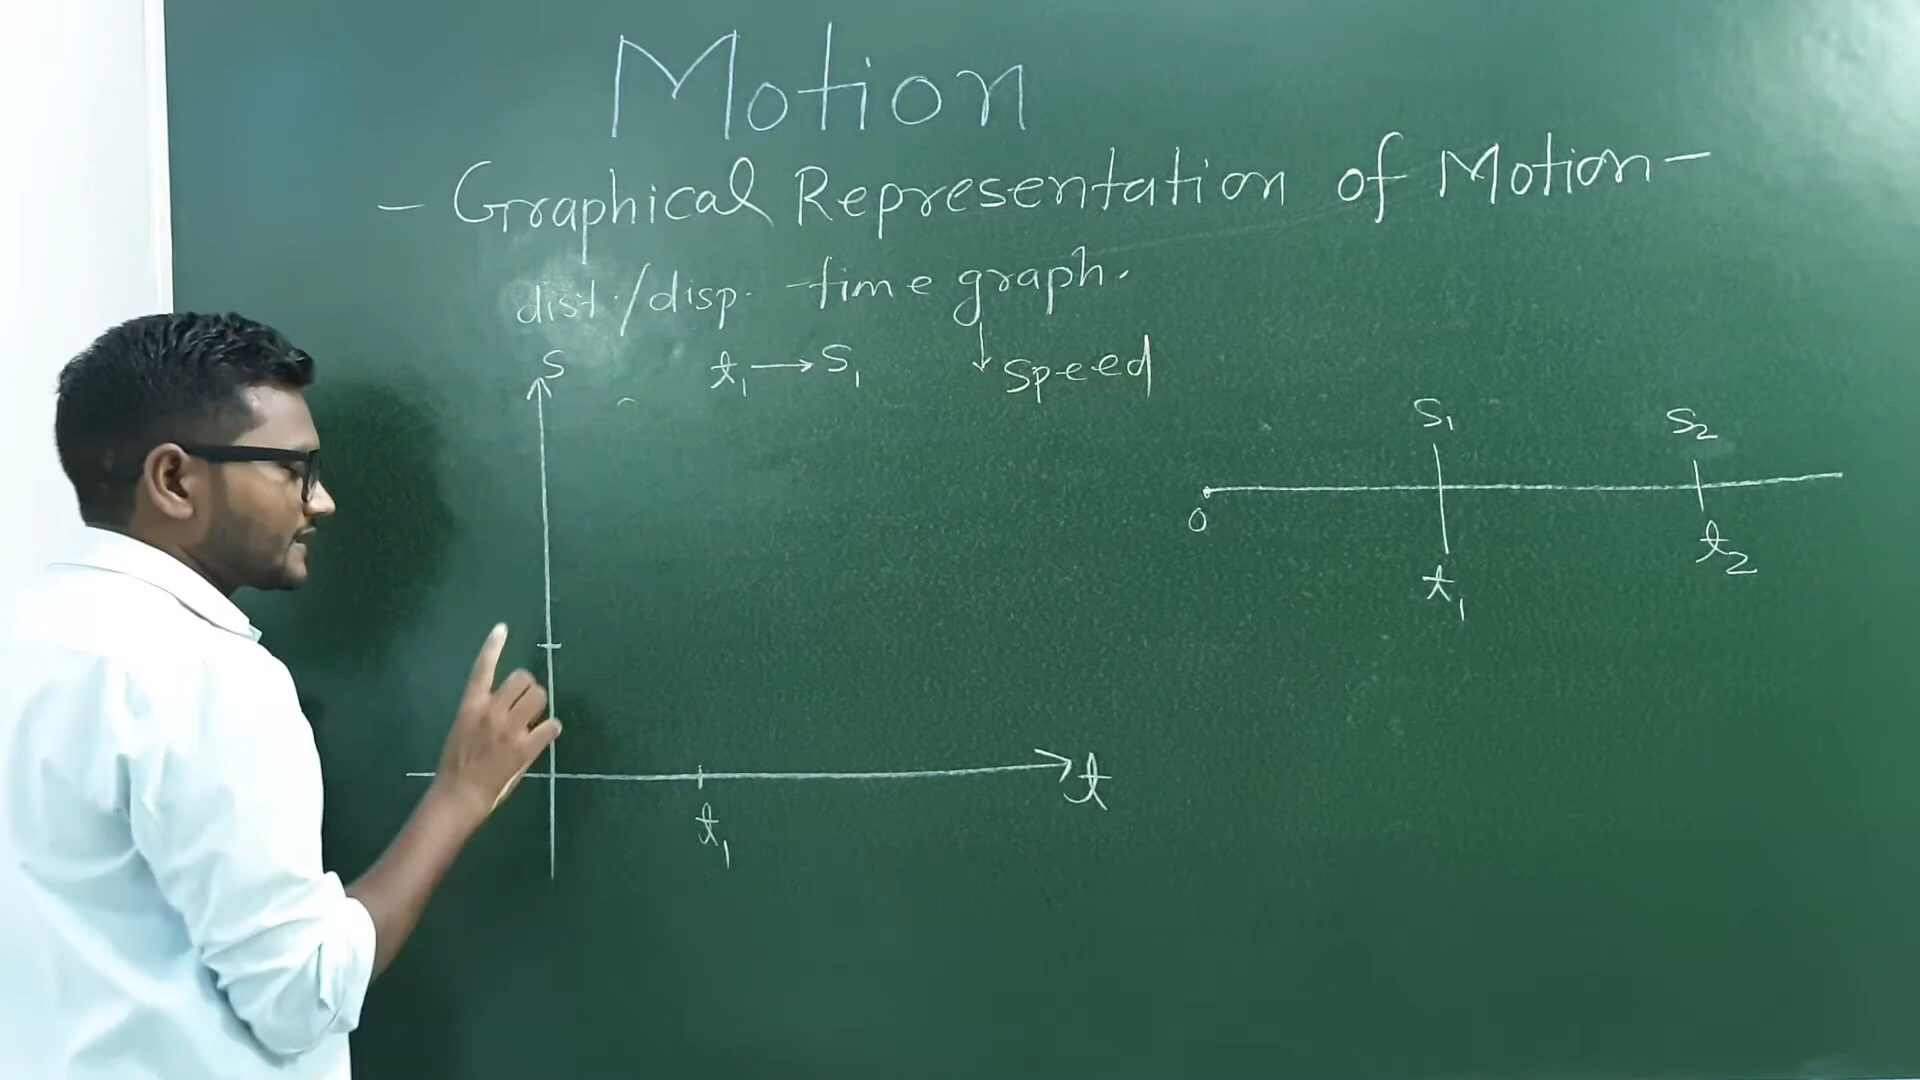 Motion
- Graphical Representation of Motion -
dist./disp. -time graph.
S t₁ → S₁ ↓ Speed
S₁ S₂
0
t₁ t₂
t
t₁